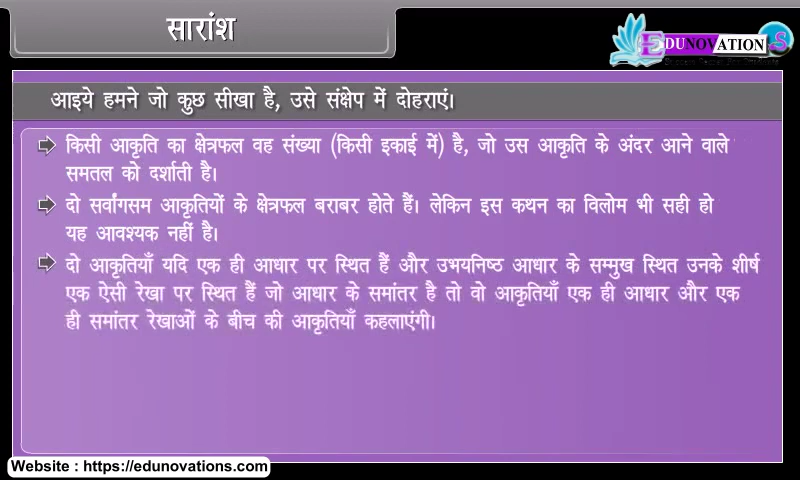 सारांश
EDUNOVATION S
आइये हमने जो कुछ सीखा है, उसे संक्षेप में दोहराएं।
किसी आकृति का क्षेत्रफल वह संख्या (किसी इकाई में) है, जो उस आकृति के अंदर आने वाले
समतल को दर्शाती है।
दो सर्वांगसम आकृतियों के क्षेत्रफल बराबर होते हैं। लेकिन इस कथन का विलोम भी सही हो
यह आवश्यक नहीं है।
दो आकृतियाँ यदि एक ही आधार पर स्थित हैं और उभयनिष्ठ आधार के सम्मुख स्थित उनके शीर्ष
एक ऐसी रेखा पर स्थित हैं जो आधार के समांतर है तो वो आकृतियाँ एक ही आधार और एक
ही समांतर रेखाओं के बीच की आकृतियाँ कहलाएंगी।
Website : https://edunovations.com